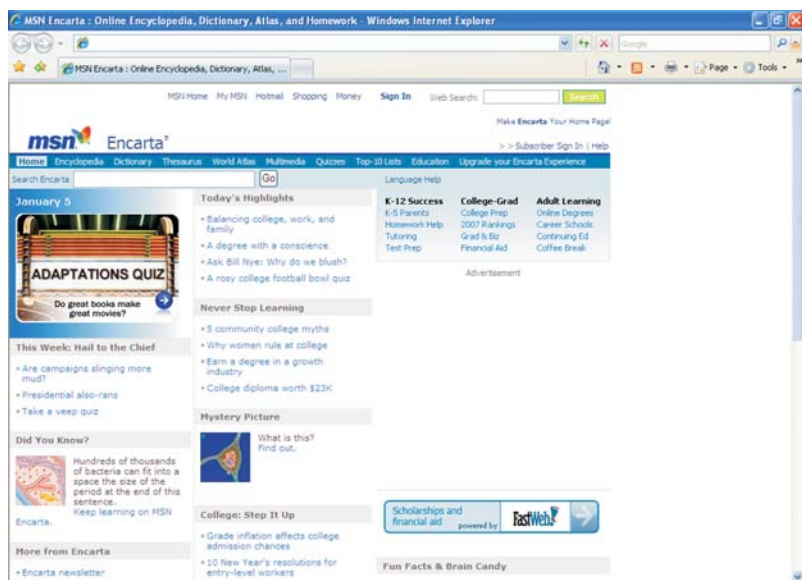 MSN Encarta : Online Encyclopedia, Dictionary, Atlas, and Homework - Windows Internet Explorer
Google
MSN Encarta : Online Encyclopedia, Dictionary, Atlas, ...
Page
Tools
MSN Home My MSN Hotmail Shopping Money Sign In Web Search: Search
Make Encarta Your Home Page!
msn Encarta®
> > Subscriber Sign In | Help
Home Encyclopedia Dictionary Thesaurus World Atlas Multimedia Quizzes Top-10 Lists Education Upgrade your Encarta Experience
Search Encarta Go Language Help
January 5
ADAPTATIONS QUIZ
Do great books make
great movies?
This Week: Hail to the Chief
• Are campaigns slinging more
mud?
• Presidential also-rans
• Take a veep quiz
Did You Know?
Hundreds of thousands
of bacteria can fit into a
space the size of the
period at the end of this
sentence.
Keep learning on MSN
Encarta.
More from Encarta
• Encarta newsletter
Today's Highlights
• Balancing college, work, and
family
• A degree with a conscience
• Ask Bill Nye: Why do we blush?
• A rosy college football bowl quiz
Never Stop Learning
• 5 community college myths
• Why women rule at college
• Earn a degree in a growth
industry
• College diploma worth $23K
Mystery Picture
What is this?
Find out.
College: Step It Up
• Grade inflation affects college
admission chances
• 10 New Year's resolutions for
entry-level workers
K-12 Success
K-5 Parents
Homework Help
Tutoring
Test Prep
College-Grad
College Prep
2007 Rankings
Grad & Biz
Financial Aid
Adult Learning
Online Degrees
Career Schools
Continuing Ed
Coffee Break
Advertisement
Scholarships and
financial aid
powered by FastWeb!
Fun Facts & Brain Candy